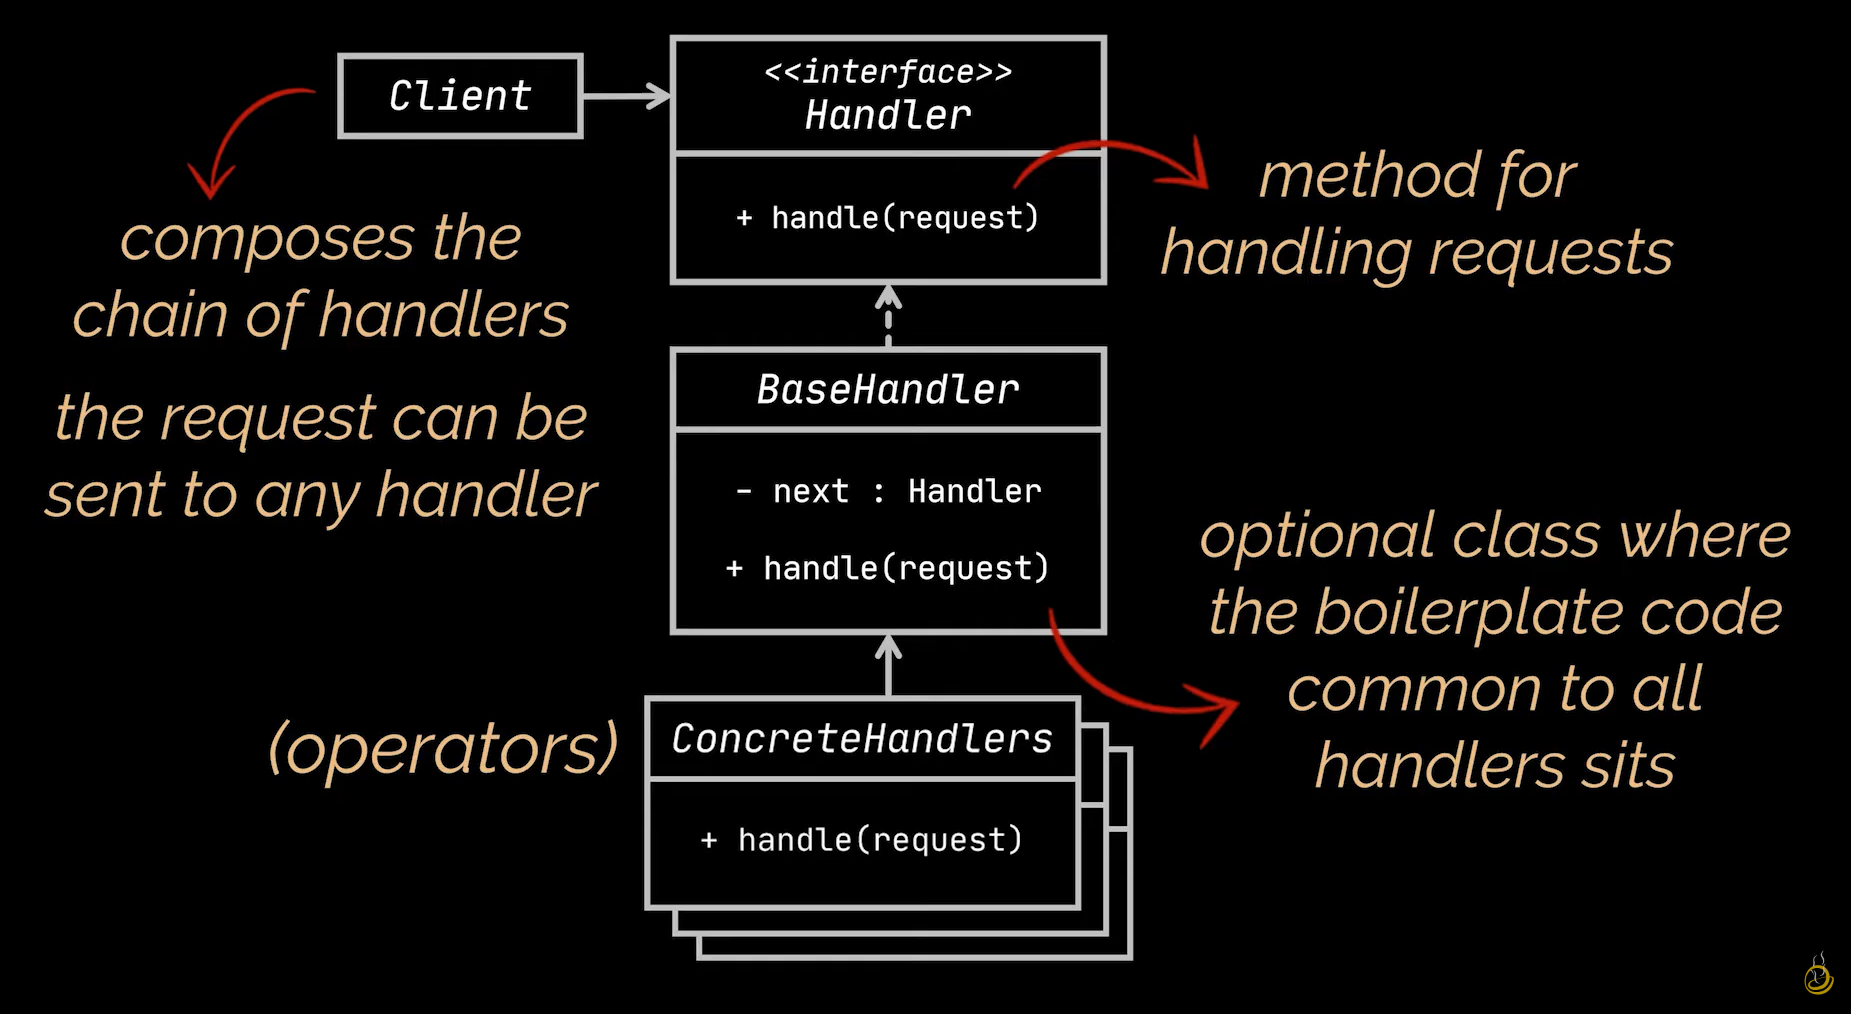 Client
<<interface>>
Handler
+ handle(request)
method for
handling requests
composes the
chain of handlers
the request can be
sent to any handler
BaseHandler
- next : Handler
+ handle(request)
optional class where
the boilerplate code
common to all
handlers sits
(operators)
ConcreteHandlers
+ handle(request)